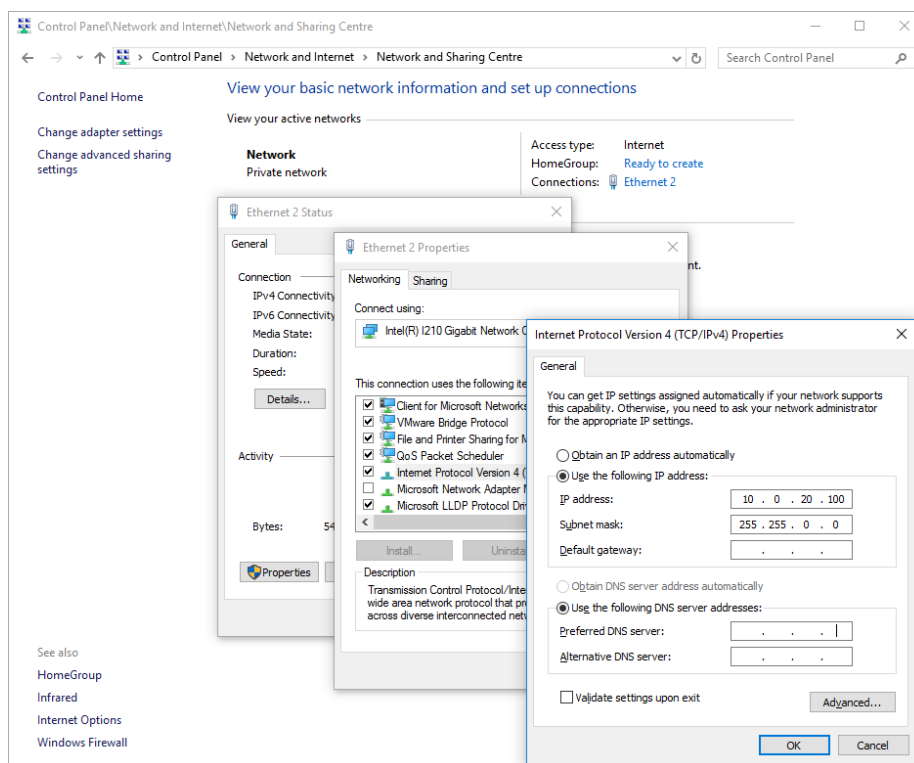 Control Panel\Network and Internet\Network and Sharing Centre
Control Panel > Network and Internet > Network and Sharing Centre
Search Control Panel
Control Panel Home
Change adapter settings
Change advanced sharing
settings
See also
HomeGroup
Infrared
Internet Options
Windows Firewall
View your basic network information and set up connections
View your active networks
Network
Private network
Access type: Internet
HomeGroup: Ready to create
Connections: Ethernet 2
nt.
Ethernet 2 Status
General
Connection
IPv4 Connectivity
IPv6 Connectivity
Media State:
Duration:
Speed:
Details...
Activity
Bytes: 54
Properties
Ethernet 2 Properties
Networking Sharing
Connect using:
Intel(R) I210 Gigabit Network C
This connection uses the following ite
Client for Microsoft Networks
VMware Bridge Protocol
File and Printer Sharing for M
QoS Packet Scheduler
Internet Protocol Version 4 (
Microsoft Network Adapter M
Microsoft LLDP Protocol Dri
Install... Uninsta
Description
Transmission Control Protocol/Inte
wide area network protocol that pr
across diverse interconnected netw
Internet Protocol Version 4 (TCP/IPv4) Properties
General
You can get IP settings assigned automatically if your network supports
this capability. Otherwise, you need to ask your network administrator
for the appropriate IP settings.
Obtain an IP address automatically
Use the following IP address:
IP address: 10 . 0 . 20 . 100
Subnet mask: 255 . 255 . 0 . 0
Default gateway: . . .
Obtain DNS server address automatically
Use the following DNS server addresses:
Preferred DNS server: . . .
Alternative DNS server: . . .
Validate settings upon exit
Advanced...
OK Cancel